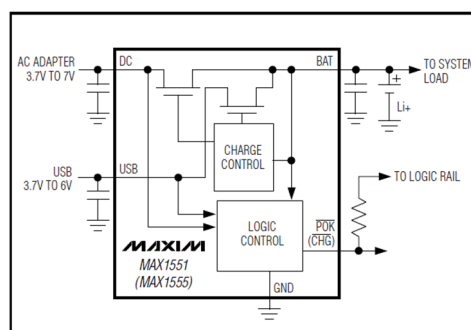 AC ADAPTER
3.7V TO 7V
DC
BAT
TO SYSTEM
LOAD
+
Li+
CHARGE
CONTROL
USB
3.7V TO 6V
USB
TO LOGIC RAIL
LOGIC
CONTROL
POK
(CHG)
MAXIM
MAX1551
(MAX1555)
GND